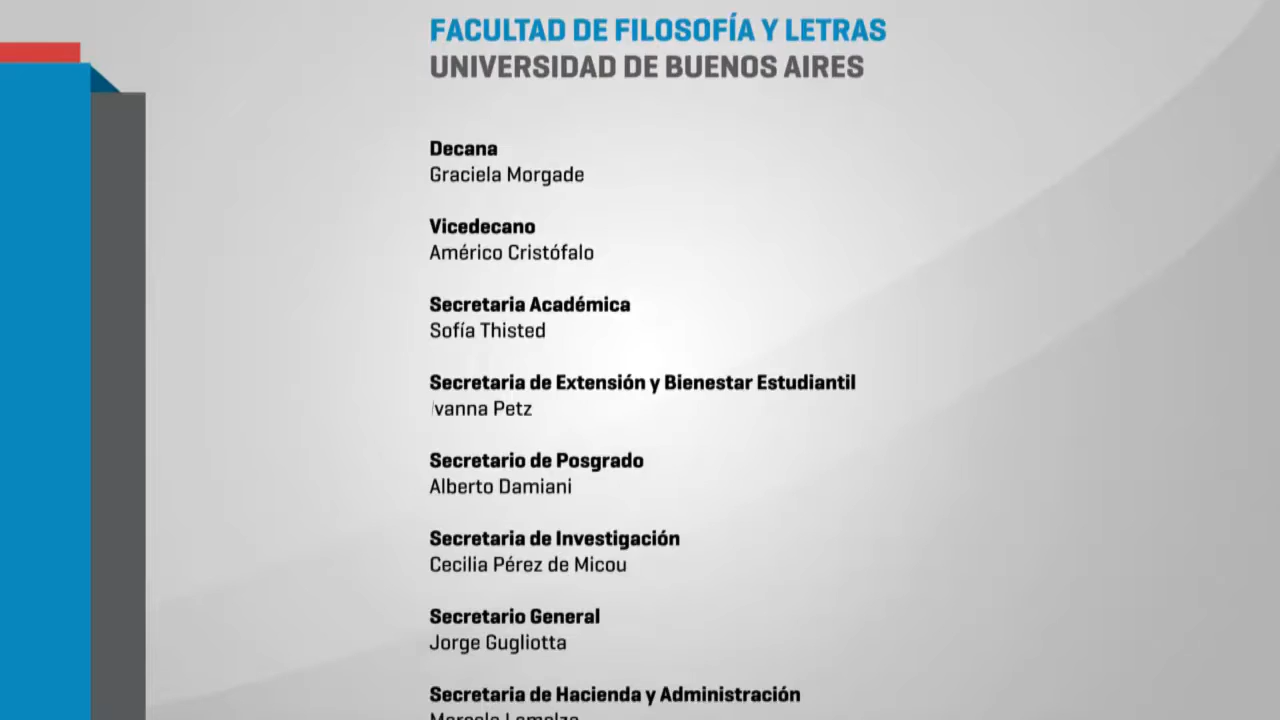 FACULTAD DE FILOSOFÍA Y LETRAS
UNIVERSIDAD DE BUENOS AIRES
Decana
Graciela Morgade
Vicedecano
Américo Cristófalo
Secretaria Académica
Sofía Thisted
Secretaria de Extensión y Bienestar Estudiantil
Ivanna Petz
Secretario de Posgrado
Alberto Damiani
Secretaria de Investigación
Cecilia Pérez de Micou
Secretario General
Jorge Gugliotta
Secretaria de Hacienda y Administración